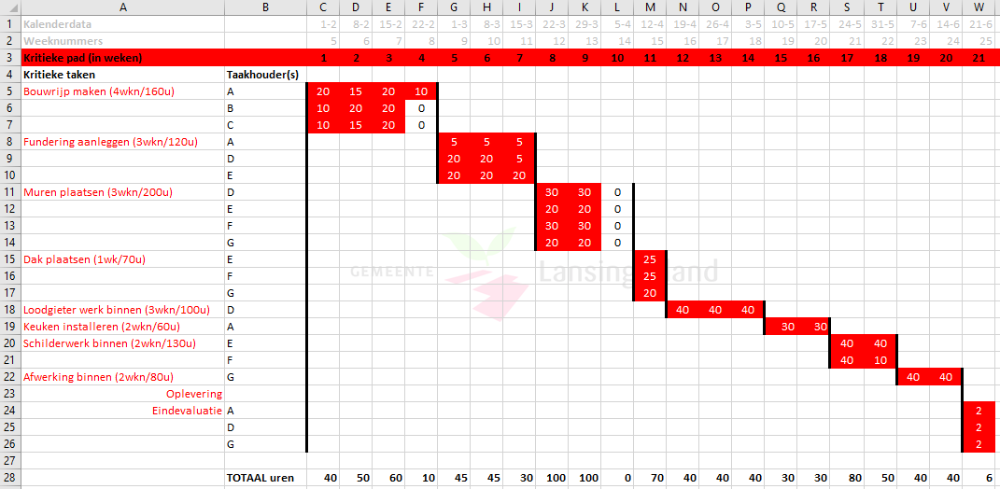 A B C D E F G H I J K L M N O P Q R S T U V W
1 Kalenderdata 1-2 8-2 15-2 22-2 1-3 8-3 15-3 22-3 29-3 5-4 12-4 19-4 26-4 3-5 10-5 17-5 24-5 31-5 7-6 14-6 21-6
2 Weeknummers 5 6 7 8 9 10 11 12 13 14 15 16 17 18 19 20 21 22 23 24 25
3 Kritieke pad (in weken) 1 2 3 4 5 6 7 8 9 10 11 12 13 14 15 16 17 18 19 20 21
4 Kritieke taken Taakhouder(s)
5 Bouwrijp maken (4wkn/160u) A 20 15 20 10
6 B 10 20 20 0
7 C 10 15 20 0
8 Fundering aanleggen (3wkn/120u) A 5 5 5
9 D 20 20 5
10 E 20 20 20
11 Muren plaatsen (3wkn/200u) D 30 30 0
12 E 20 20 0
13 F 30 30 0
14 G 20 20 0
15 Dak plaatsen (1wk/70u) E 25
16 F 25
GEMEENTE Lansing land
17 G 20
18 Loodgieter werk binnen (3wkn/100u) D 40 40 40
19 Keuken installeren (2wkn/60u) A 30 30
20 Schilderwerk binnen (2wkn/130u) E 40 40
21 F 40 10
22 Afwerking binnen (2wkn/80u) G 40 40
23 Oplevering
24 Eindevaluatie A 2
25 D 2
26 G 2
27
28 TOTAAL uren 40 50 60 10 45 45 30 100 100 0 70 40 40 40 30 30 80 50 40 40 6